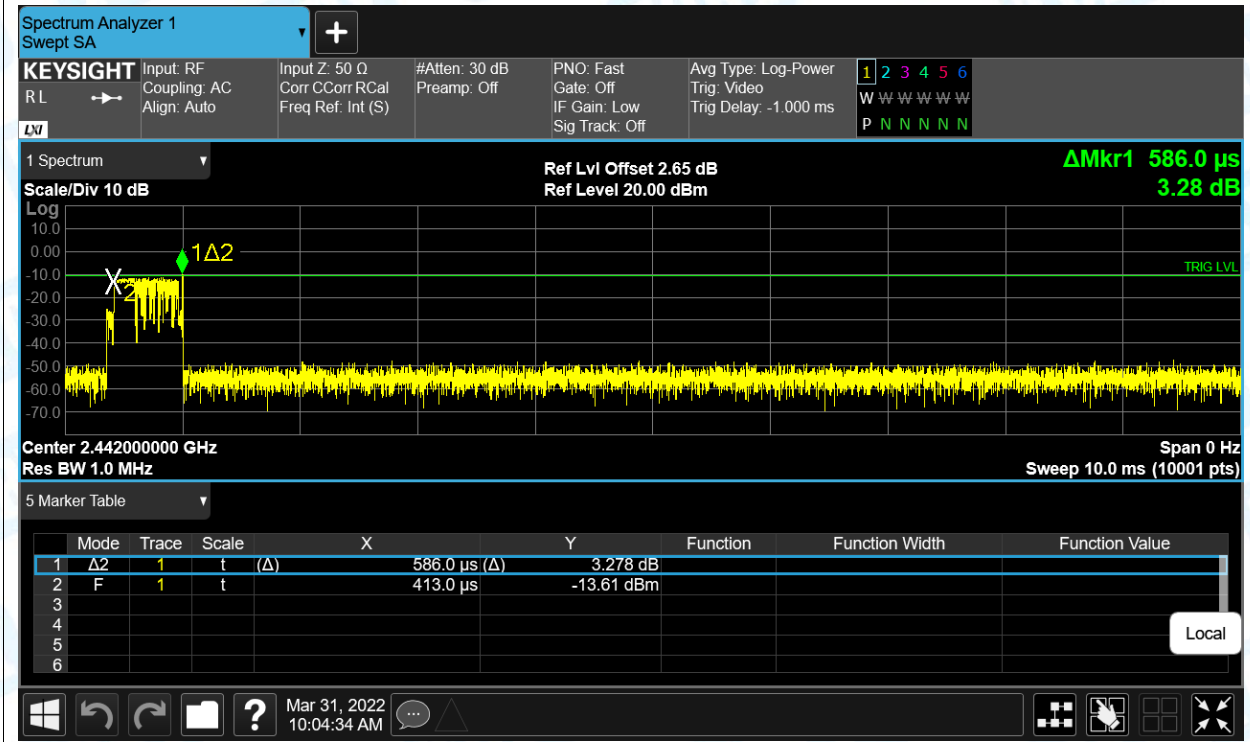 Spectrum Analyzer 1
Swept SA
KEYSIGHT
R L
LXI
Input: RF
Coupling: AC
Align: Auto
Input Z: 50 Ω
Corr CCorr RCal
Freq Ref: Int (S)
#Atten: 30 dB
Preamp: Off
PNO: Fast
Gate: Off
IF Gain: Low
Sig Track: Off
Avg Type: Log-Power
Trig: Video
Trig Delay: -1.000 ms
1 2 3 4 5 6
W W W W W W
P N N N N N
1 Spectrum
Scale/Div 10 dB
Ref Lvl Offset 2.65 dB
Ref Level 20.00 dBm
ΔMkr1 586.0 µs
3.28 dB
Log
10.0
0.00
-10.0
-20.0
-30.0
-40.0
-50.0
-60.0
-70.0
1Δ2
2
TRIG LVL
Center 2.442000000 GHz
Res BW 1.0 MHz
Span 0 Hz
Sweep 10.0 ms (10001 pts)
5 Marker Table
Mode Trace Scale X Y Function Function Width Function Value
1 Δ2 1 t (Δ) 586.0 µs (Δ) 3.278 dB
2 F 1 t 413.0 µs -13.61 dBm
3
4
5
6
Local
?
Mar 31, 2022
10:04:34 AM